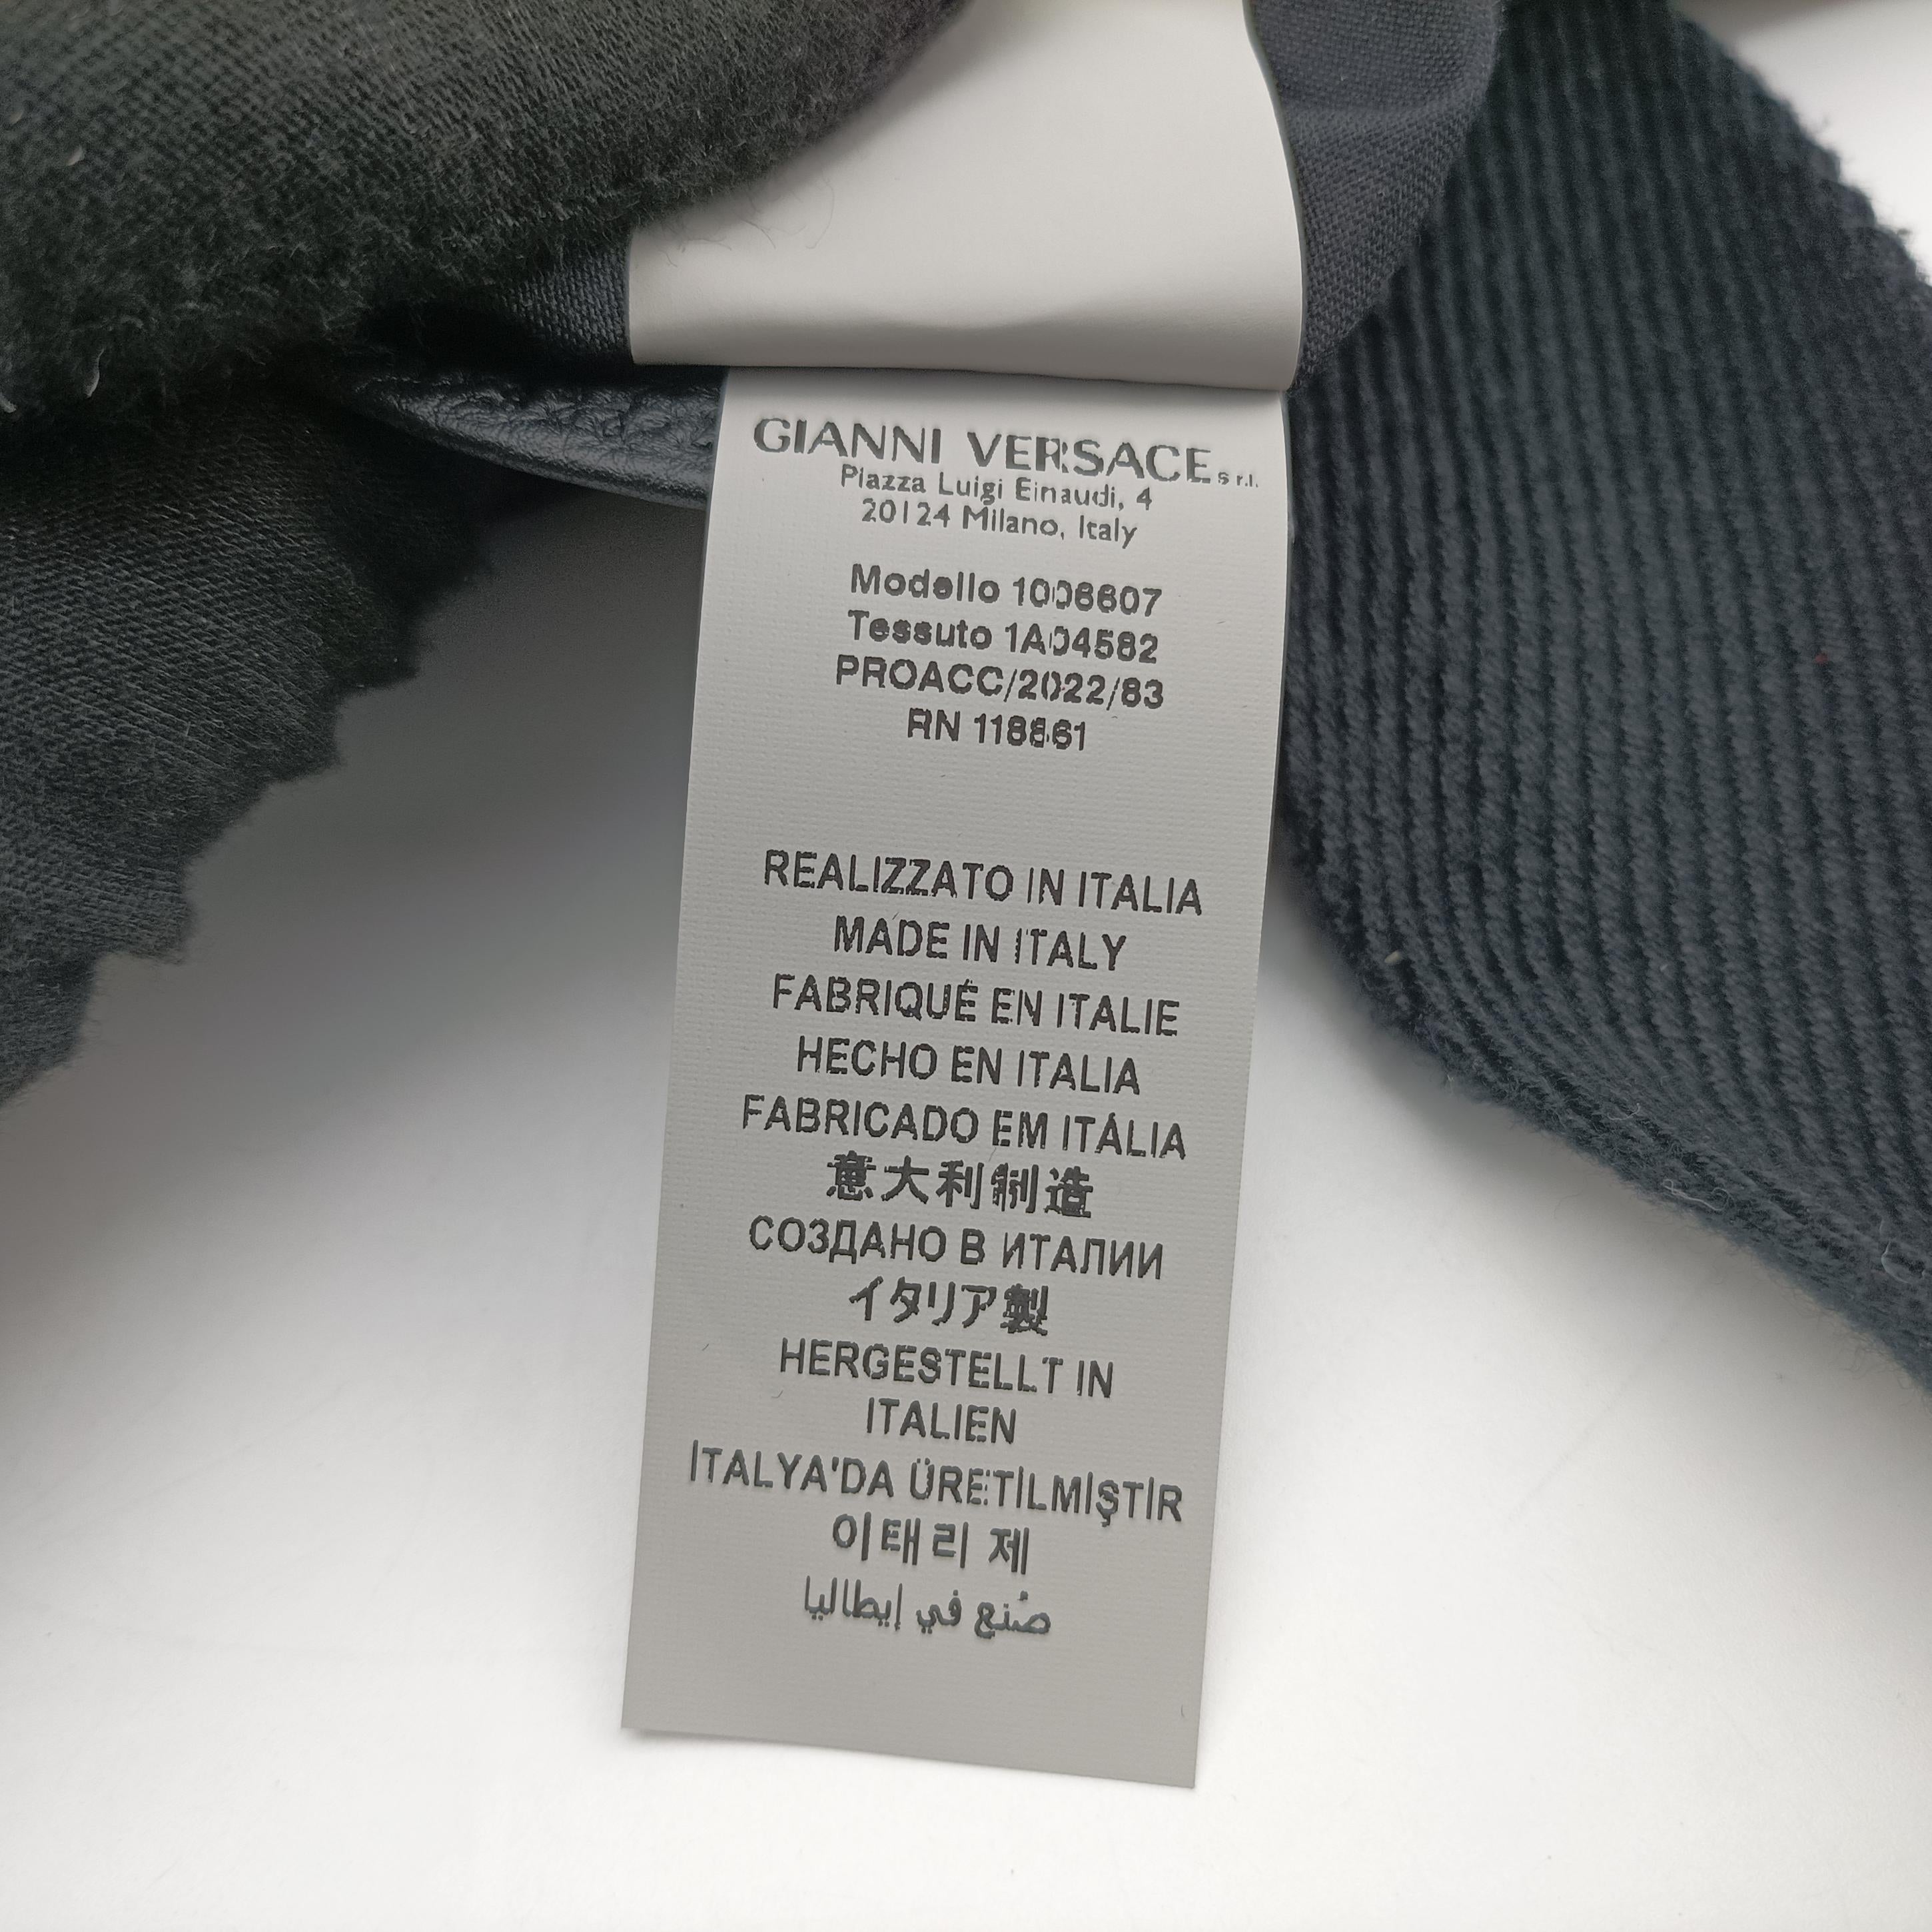 GIANNI VERSACE s.r.l.
Piazza Luigi Einaudi, 4
20124 Milano, Italy
Modello 1006607
Tessuto 1A04582
PROACC/2022/83
RN 118861
REALIZZATO IN ITALIA
MADE IN ITALY
FABRIQUÉ EN ITALIE
HECHO EN ITALIA
FABRICADO EM ITÁLIA
意大利制造
СОЗДАНО В ИТАЛИИ
イタリア製
HERGESTELLT IN
ITALIEN
İTALYA'DA ÜRETİLMİŞTİR
이태리 제
صُنع في إيطاليا